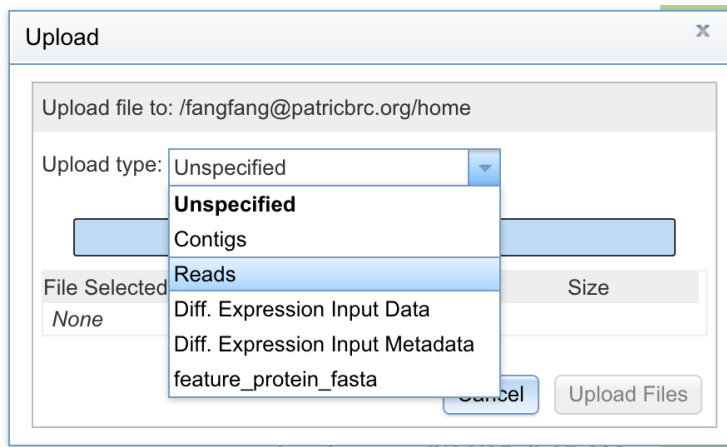 Upload
x
Upload file to: /fangfang@patricbrc.org/home
Upload type: Unspecified
Unspecified
Contigs
Reads
File Selected Size
Diff. Expression Input Data
None
Diff. Expression Input Metadata
feature_protein_fasta
Cancel Upload Files